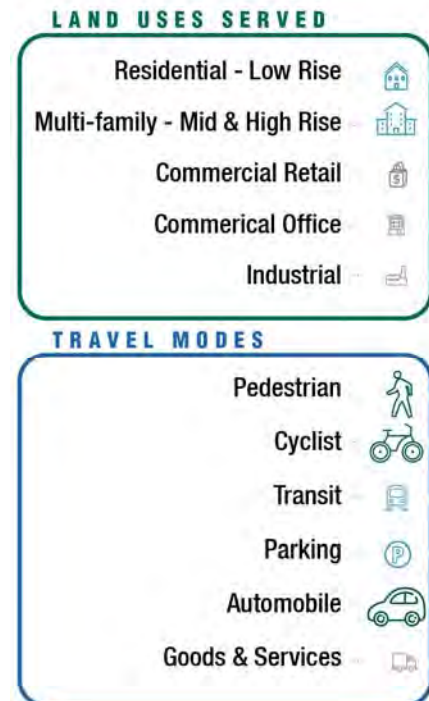 LAND USES SERVED
Residential - Low Rise
Multi-family - Mid & High Rise
Commercial Retail
$
Commerical Office
Industrial
TRAVEL MODES
Pedestrian
Cyclist
Transit
Parking
P
Automobile
Goods & Services